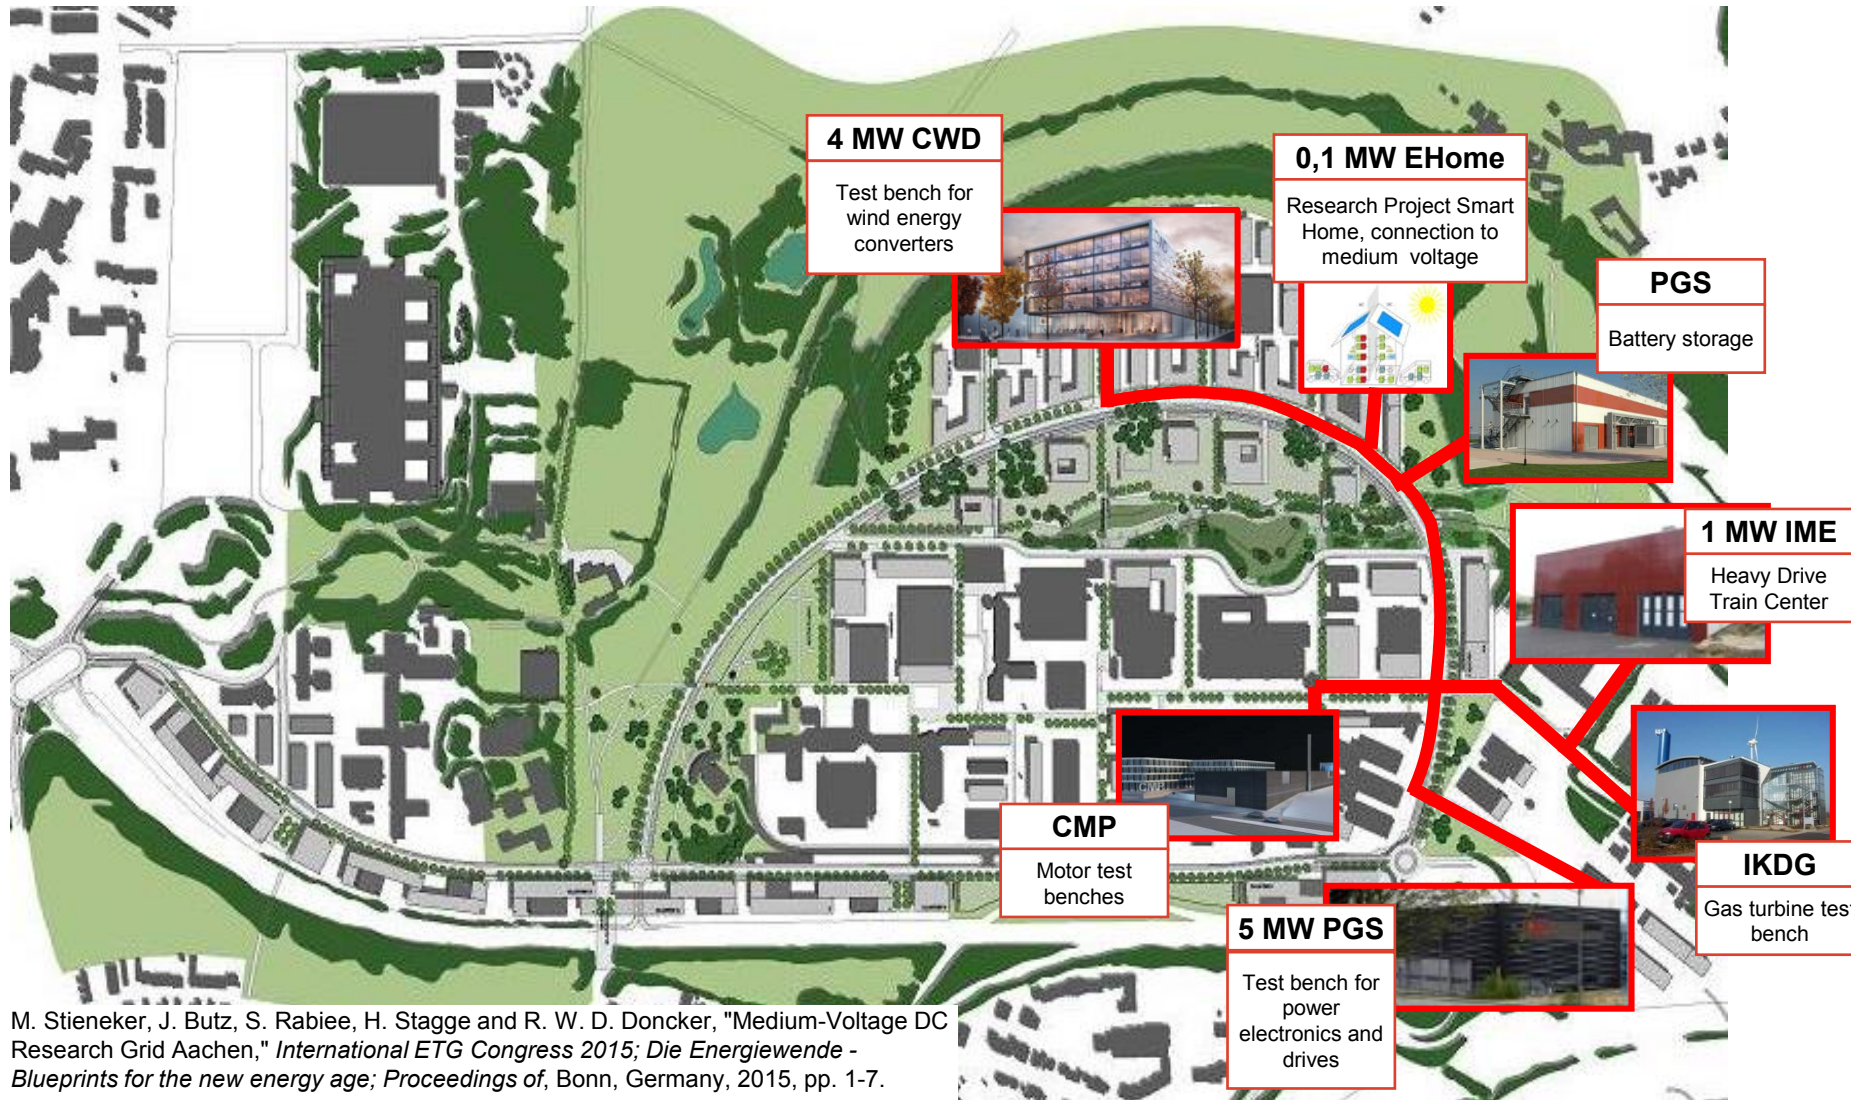 4 MW CWD
Test bench for
wind energy
converters
0,1 MW EHome
Research Project Smart
Home, connection to
medium voltage
PGS
Battery storage
1 MW IME
Heavy Drive
Train Center
IKDG
Gas turbine test
bench
CMP
Motor test
benches
5 MW PGS
Test bench for
power
electronics and
drives
M. Stieneker, J. Butz, S. Rabiee, H. Stagge and R. W. D. Doncker, "Medium-Voltage DC
Research Grid Aachen," International ETG Congress 2015; Die Energiewende -
Blueprints for the new energy age; Proceedings of, Bonn, Germany, 2015, pp. 1-7.